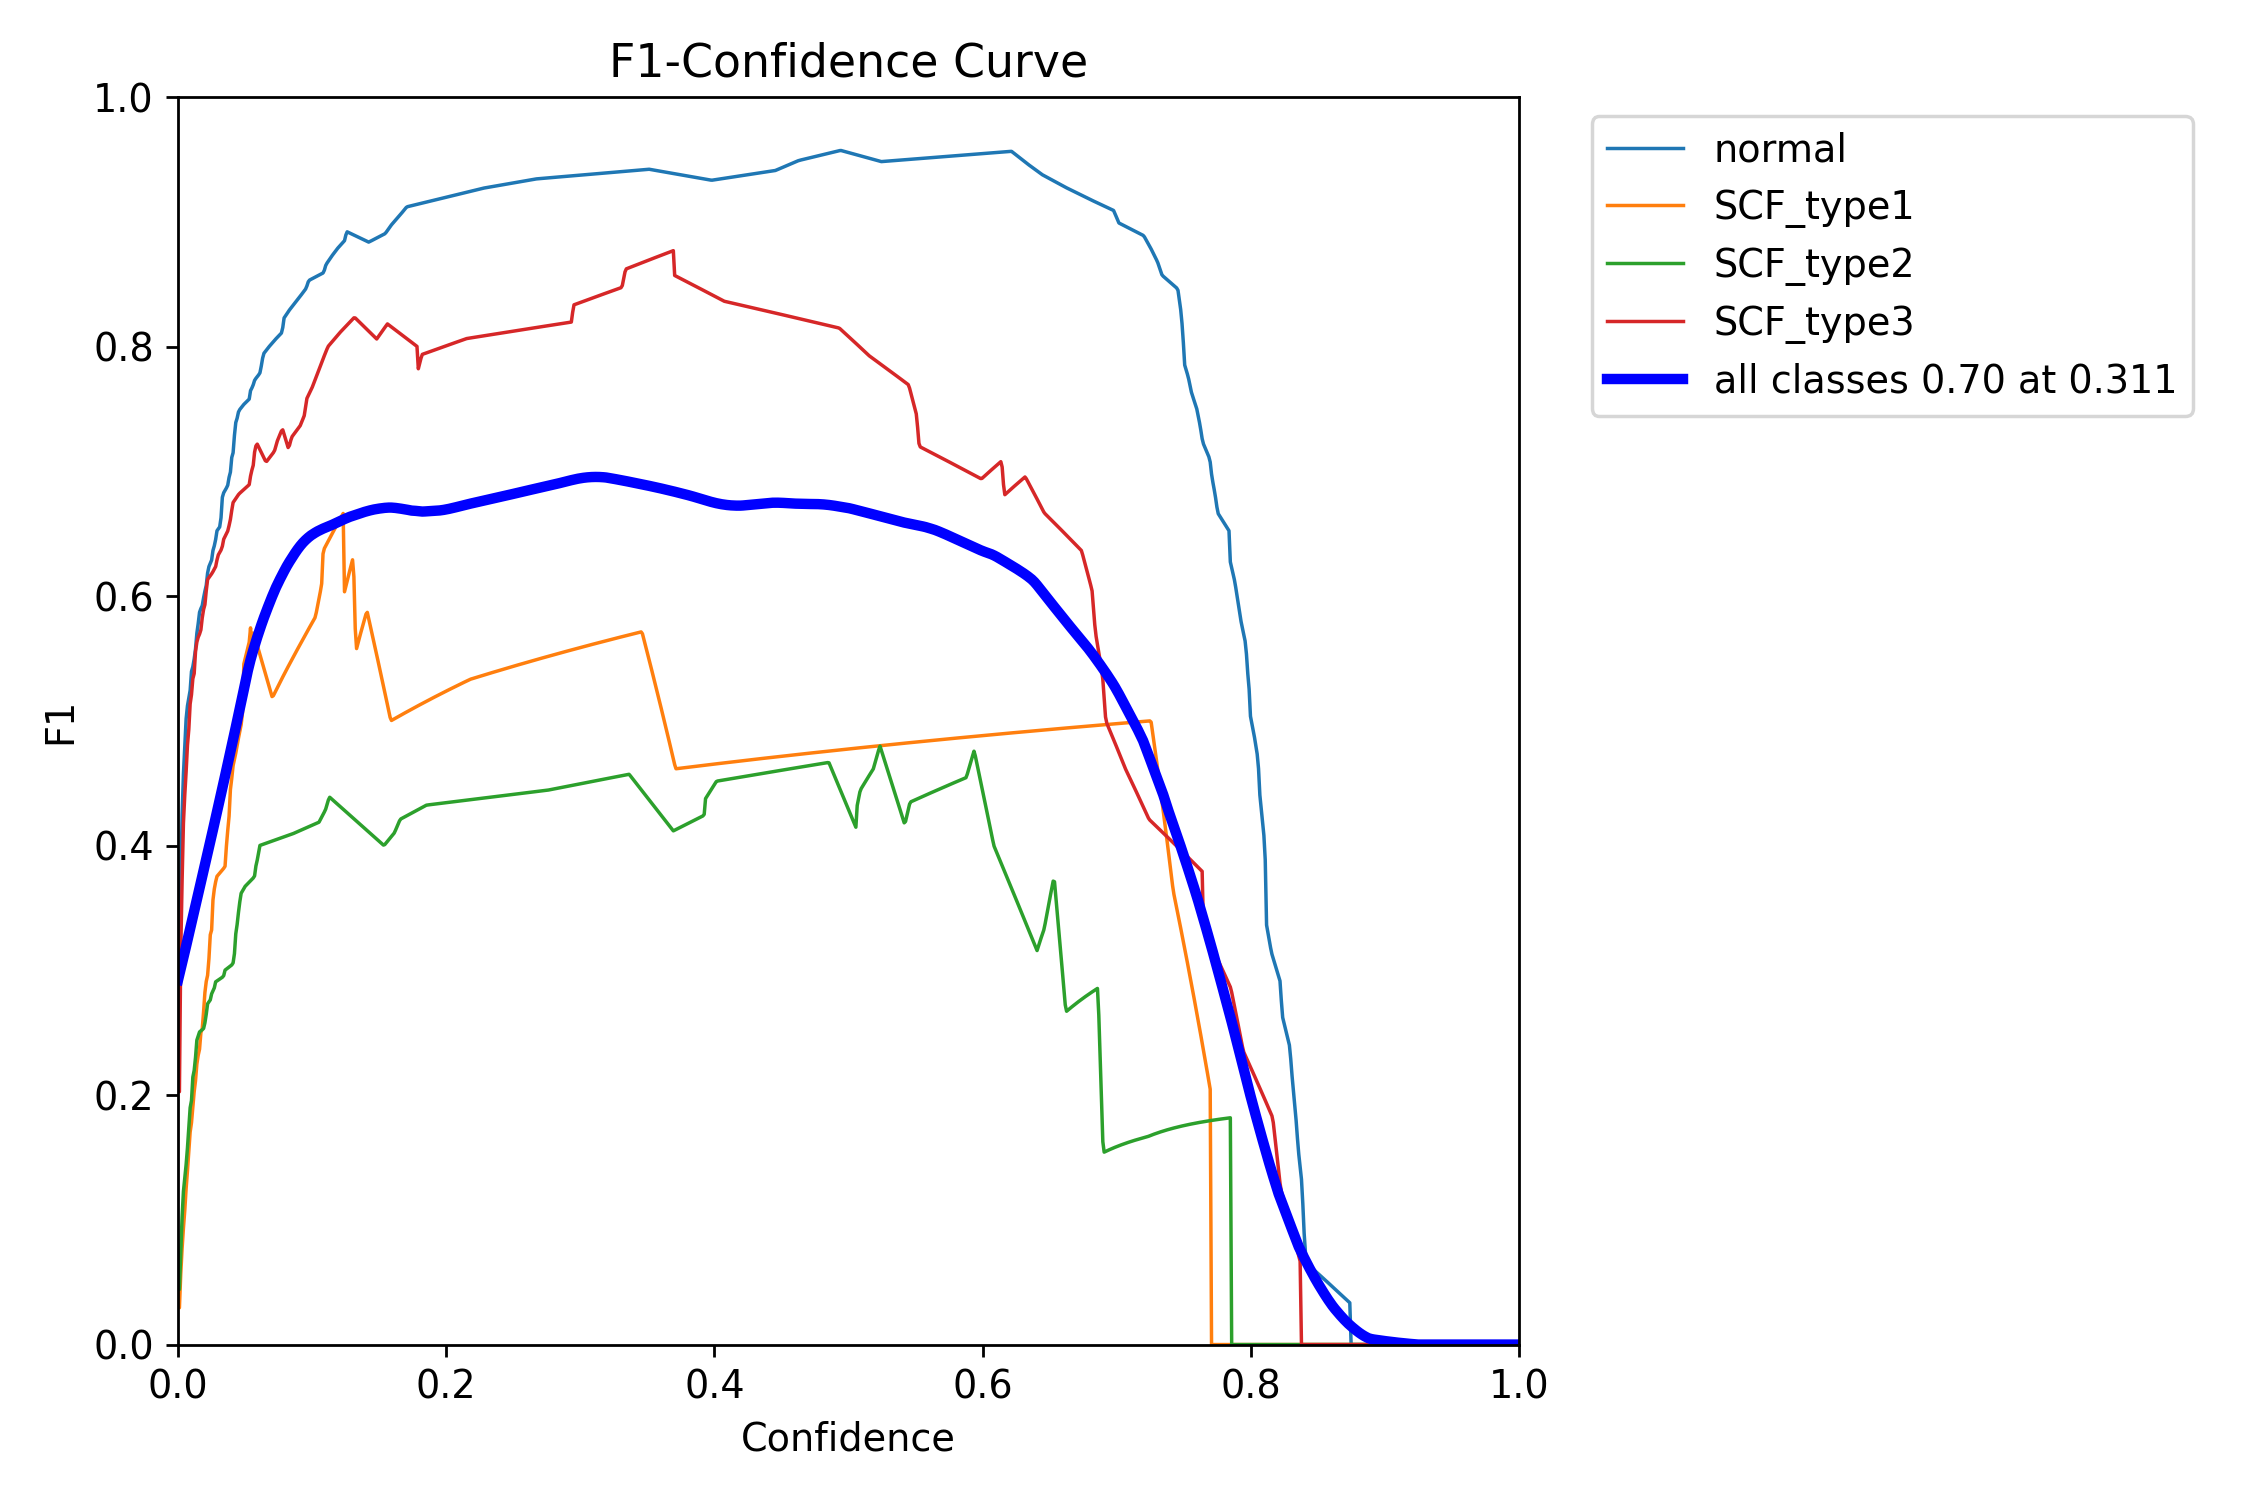 F1-Confidence Curve
1.0
0.8
0.6
0.4
0.2
0.0
F1
0.0 0.2 0.4 0.6 0.8 1.0
Confidence
normal
SCF_type1
SCF_type2
SCF_type3
all classes 0.70 at 0.311